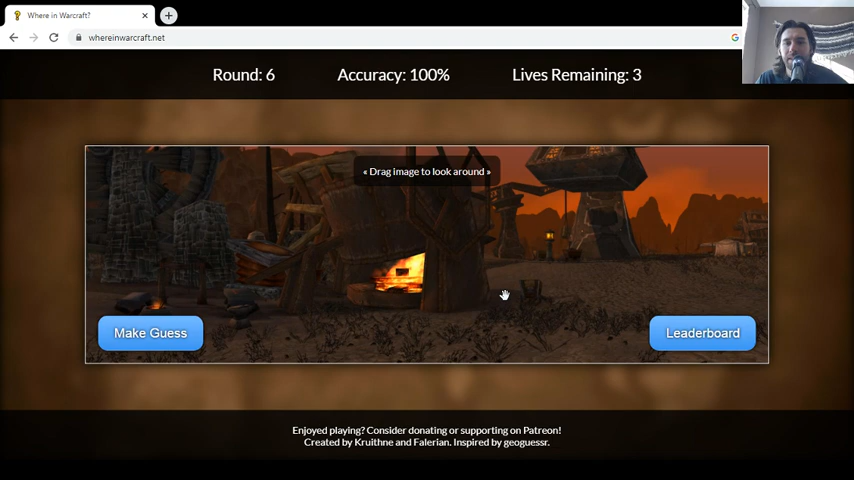 Where in Warcraft?
whereinwarcraft.net
Round: 6 Accuracy: 100% Lives Remaining: 3
« Drag image to look around »
Make Guess Leaderboard
Enjoyed playing? Consider donating or supporting on Patreon!
Created by Kruithne and Falerian. Inspired by geoguessr.